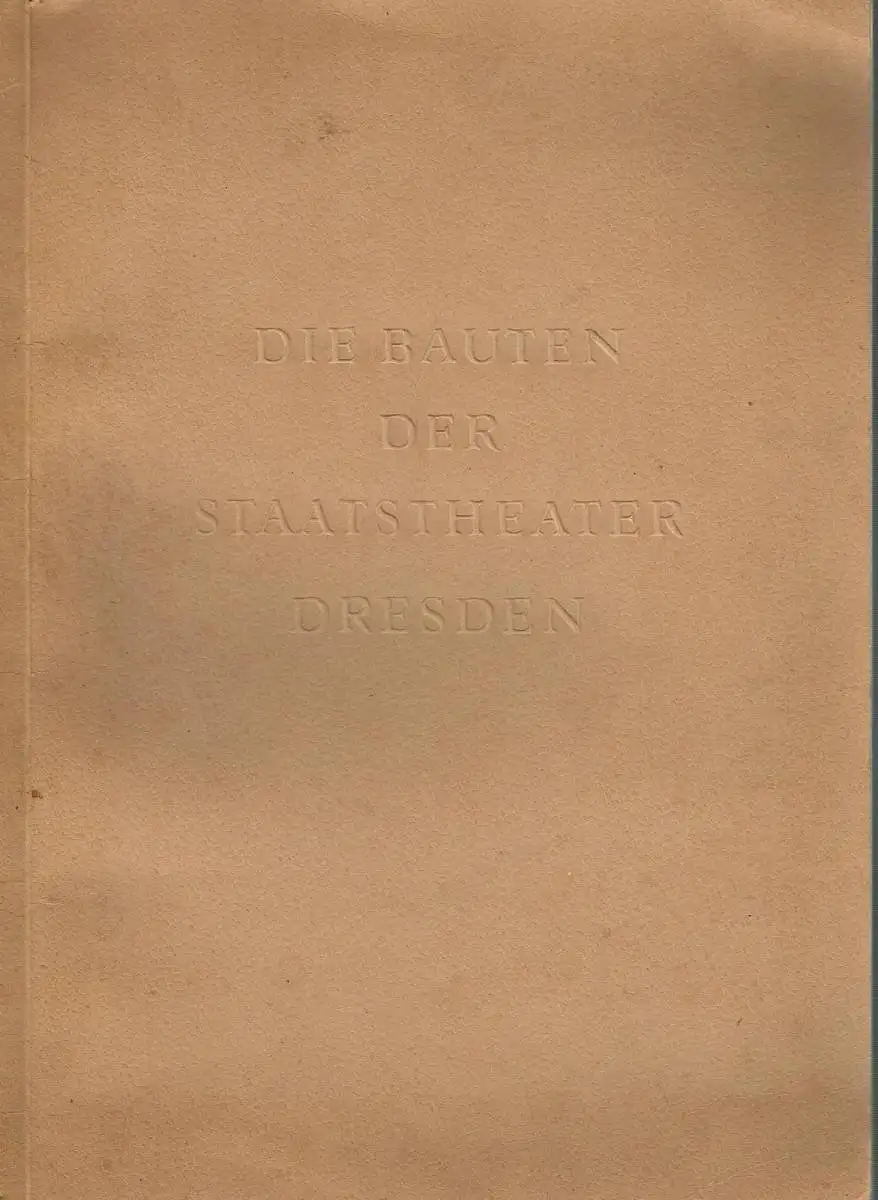 DIE BAUTEN
DER
STAATSTHEATER
DRESDEN